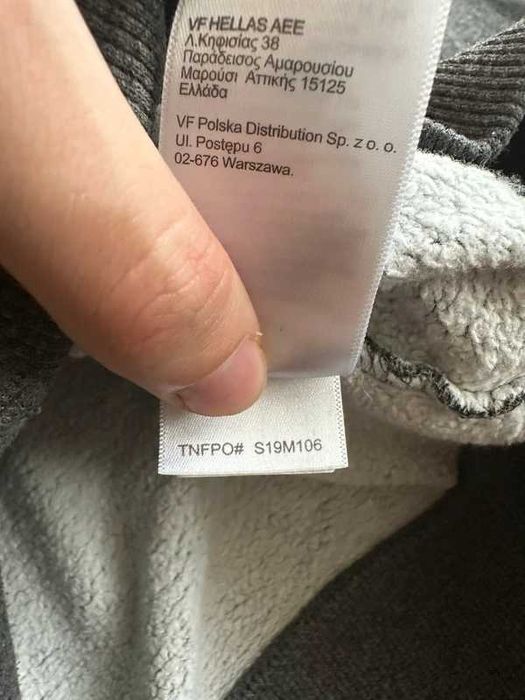 VF HELLAS AEE
Λ.Κηφισίας 38
Παράδεισος Αμαρουσίου
Μαρούσι Αττικής 15125
Ελλάδα
VF Polska Distribution Sp. z o. o.
Ul. Postępu 6
02-676 Warszawa.
TNFPO# S19M106